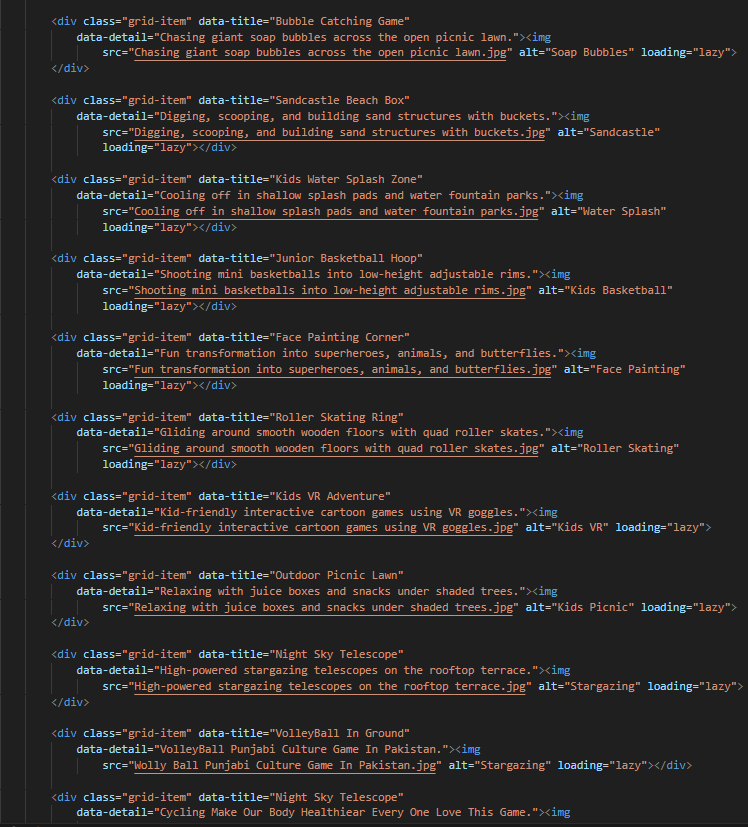 <div class="grid-item" data-title="Bubble Catching Game"
data-detail="Chasing giant soap bubbles across the open picnic lawn."><img
src="Chasing giant soap bubbles across the open picnic lawn.jpg" alt="Soap Bubbles" loading="lazy">
</div>
<div class="grid-item" data-title="Sandcastle Beach Box"
data-detail="Digging, scooping, and building sand structures with buckets."><img
src="Digging, scooping, and building sand structures with buckets.jpg" alt="Sandcastle"
loading="lazy"></div>
<div class="grid-item" data-title="Kids Water Splash Zone"
data-detail="Cooling off in shallow splash pads and water fountain parks."><img
src="Cooling off in shallow splash pads and water fountain parks.jpg" alt="Water Splash"
loading="lazy"></div>
<div class="grid-item" data-title="Junior Basketball Hoop"
data-detail="Shooting mini basketballs into low-height adjustable rims."><img
src="Shooting mini basketballs into low-height adjustable rims.jpg" alt="Kids Basketball"
loading="lazy"></div>
<div class="grid-item" data-title="Face Painting Corner"
data-detail="Fun transformation into superheroes, animals, and butterflies."><img
src="Fun transformation into superheroes, animals, and butterflies.jpg" alt="Face Painting"
loading="lazy"></div>
<div class="grid-item" data-title="Roller Skating Ring"
data-detail="Gliding around smooth wooden floors with quad roller skates."><img
src="Gliding around smooth wooden floors with quad roller skates.jpg" alt="Roller Skating"
loading="lazy"></div>
<div class="grid-item" data-title="Kids VR Adventure"
data-detail="Kid-friendly interactive cartoon games using VR goggles."><img
src="Kid-friendly interactive cartoon games using VR goggles.jpg" alt="Kids VR" loading="lazy">
</div>
<div class="grid-item" data-title="Outdoor Picnic Lawn"
data-detail="Relaxing with juice boxes and snacks under shaded trees."><img
src="Relaxing with juice boxes and snacks under shaded trees.jpg" alt="Kids Picnic" loading="lazy">
</div>
<div class="grid-item" data-title="Night Sky Telescope"
data-detail="High-powered stargazing telescopes on the rooftop terrace."><img
src="High-powered stargazing telescopes on the rooftop terrace.jpg" alt="Stargazing" loading="lazy">
</div>
<div class="grid-item" data-title="VolleyBall In Ground"
data-detail="VolleyBall Punjabi Culture Game In Pakistan."><img
src="Wolly Ball Punjabi Culture Game In Pakistan.jpg" alt="Stargazing" loading="lazy"></div>
<div class="grid-item" data-title="Night Sky Telescope"
data-detail="Cycling Make Our Body Healthiear Every One Love This Game."><img